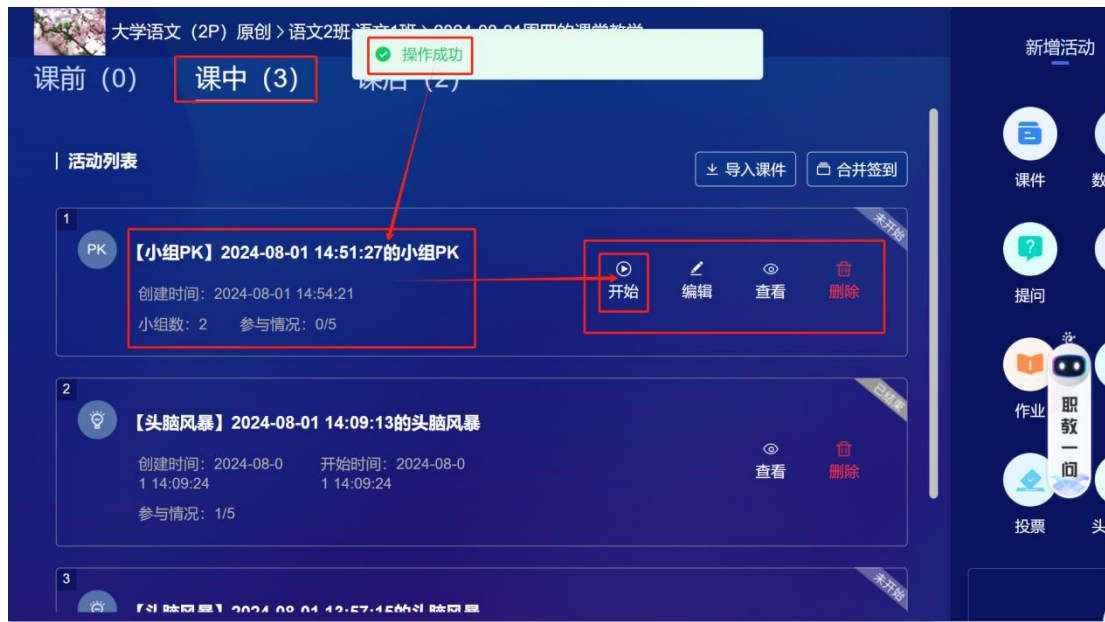 大学语文（2P）原创 > 语文2班
操作成功
新增活动
课前（0） 课中（3）
活动列表
导入课件 合并签到
课件
1
未开始
PK
【小组PK】2024-08-01 14:51:27的小组PK
创建时间：2024-08-01 14:54:21
小组数：2 参与情况：0/5
开始 编辑 查看 删除
提问
2
已结束
【头脑风暴】2024-08-01 14:09:13的头脑风暴
创建时间：2024-08-0
1 14:09:24
开始时间：2024-08-0
1 14:09:24
参与情况：1/5
查看 删除
作业
职教一问
投票
3
未开始